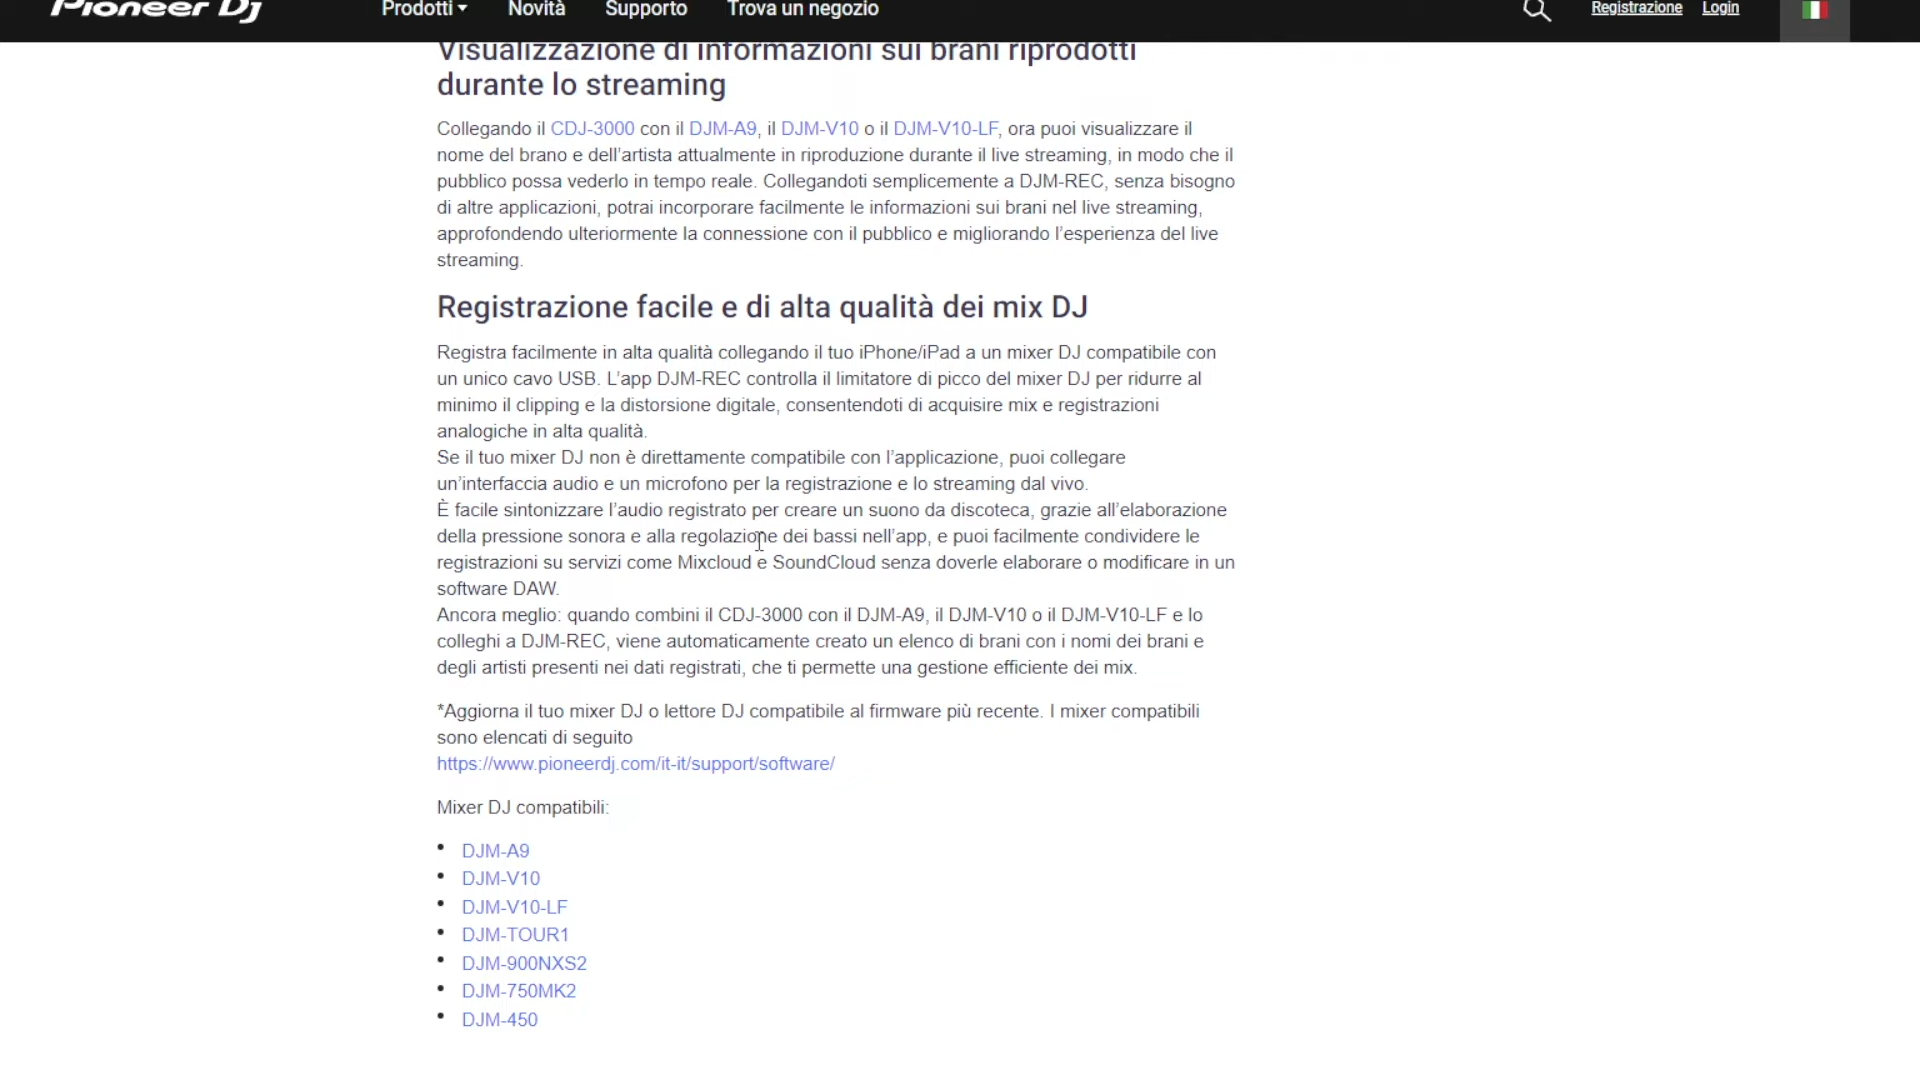 Pioneer Dj
Prodotti
Novità
Supporto
Trova un negozio
Registrazione
Login
Visualizzazione di informazioni sui brani riprodotti
durante lo streaming
Collegando il CDJ-3000 con il DJM-A9, il DJM-V10 o il DJM-V10-LF, ora puoi visualizzare il
nome del brano e dell’artista attualmente in riproduzione durante il live streaming, in modo che il
pubblico possa vederlo in tempo reale. Collegandoti semplicemente a DJM-REC, senza bisogno
di altre applicazioni, potrai incorporare facilmente le informazioni sui brani nel live streaming,
approfondendo ulteriormente la connessione con il pubblico e migliorando l’esperienza del live
streaming.
Registrazione facile e di alta qualità dei mix DJ
Registra facilmente in alta qualità collegando il tuo iPhone/iPad a un mixer DJ compatibile con
un unico cavo USB. L’app DJM-REC controlla il limitatore di picco del mixer DJ per ridurre al
minimo il clipping e la distorsione digitale, consentendoti di acquisire mix e registrazioni
analogiche in alta qualità.
Se il tuo mixer DJ non è direttamente compatibile con l’applicazione, puoi collegare
un’interfaccia audio e un microfono per la registrazione e lo streaming dal vivo.
È facile sintonizzare l’audio registrato per creare un suono da discoteca, grazie all’elaborazione
della pressione sonora e alla regolazione dei bassi nell’app, e puoi facilmente condividere le
registrazioni su servizi come Mixcloud e SoundCloud senza doverle elaborare o modificare in un
software DAW.
Ancora meglio: quando combini il CDJ-3000 con il DJM-A9, il DJM-V10 o il DJM-V10-LF e lo
colleghi a DJM-REC, viene automaticamente creato un elenco di brani con i nomi dei brani e
degli artisti presenti nei dati registrati, che ti permette una gestione efficiente dei mix.
*Aggiorna il tuo mixer DJ o lettore DJ compatibile al firmware più recente. I mixer compatibili
sono elencati di seguito
https://www.pioneerdj.com/it-it/support/software/
Mixer DJ compatibili:
• DJM-A9
• DJM-V10
• DJM-V10-LF
• DJM-TOUR1
• DJM-900NXS2
• DJM-750MK2
• DJM-450